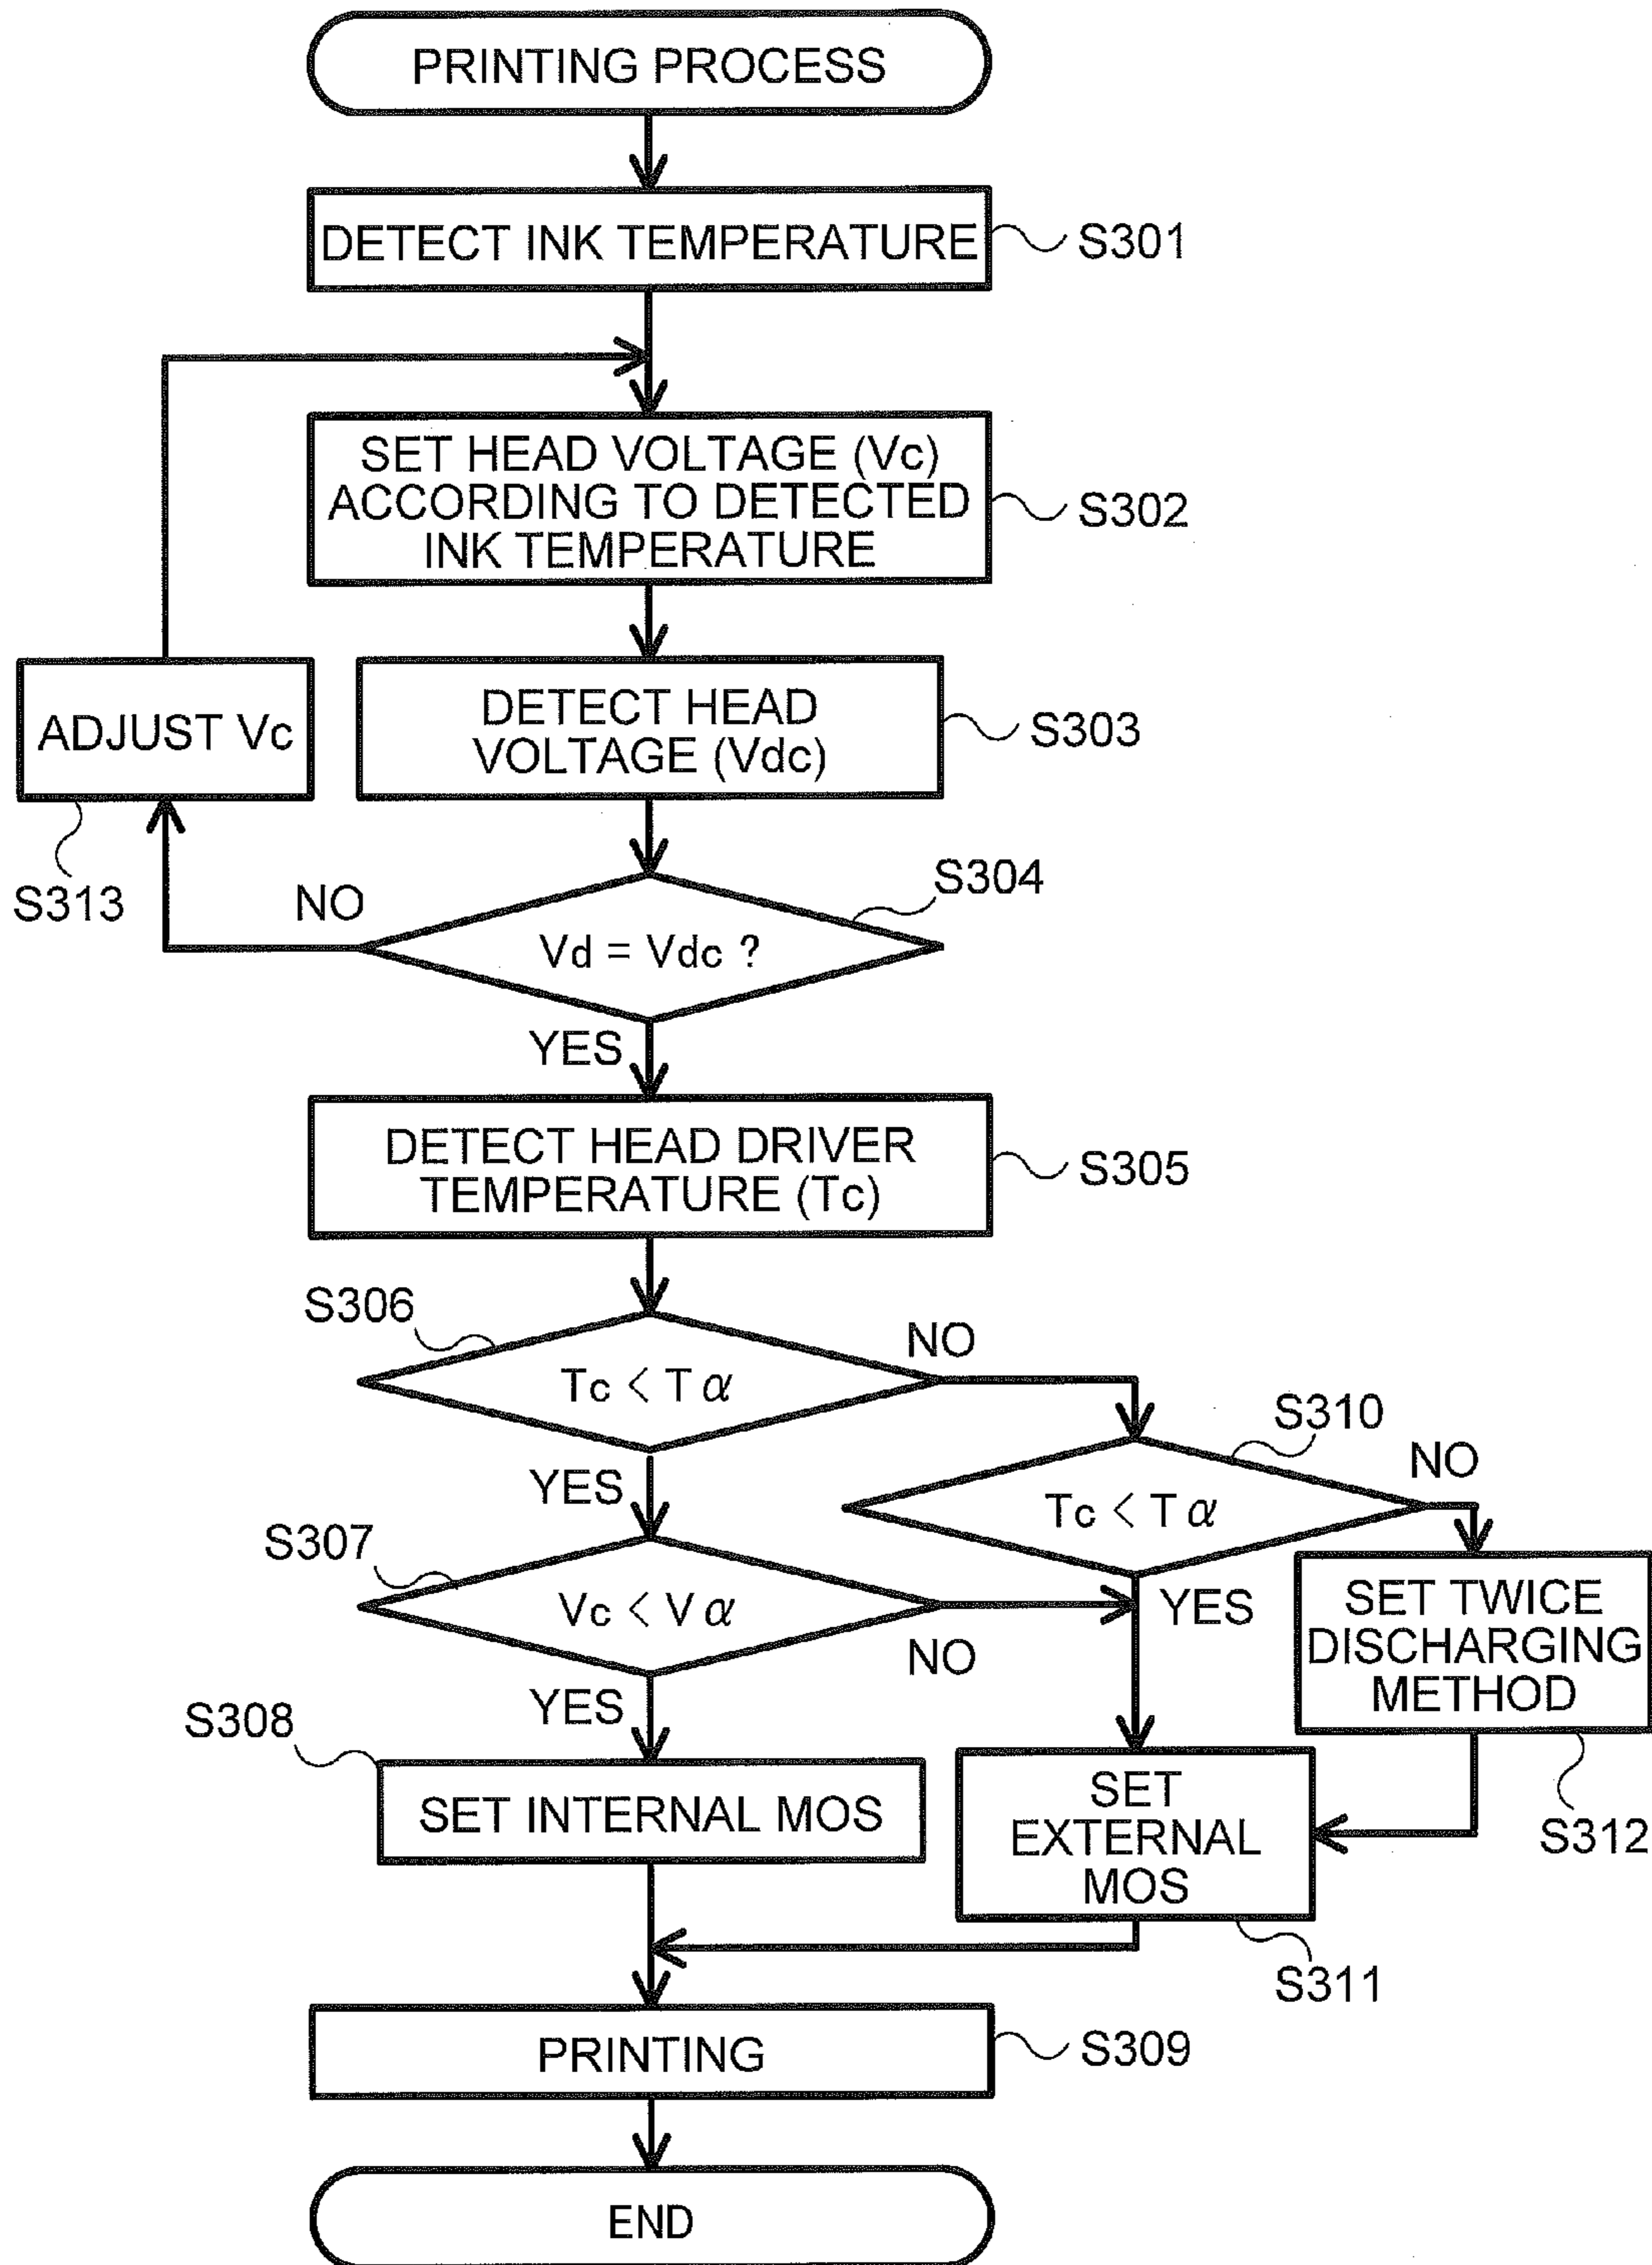 PRINTING PROCESS
DETECT INK TEMPERATURE
S301
SET HEAD VOLTAGE (Vc)
ACCORDING TO DETECTED
INK TEMPERATURE
S302
DETECT HEAD
VOLTAGE (Vdc)
S303
ADJUST Vc
S313
Vd = Vdc ?
S304
NO
YES
DETECT HEAD DRIVER
TEMPERATURE (Tc)
S305
S306
Tc < Tα
NO
YES
S310
Tc < Tα
NO
YES
S307
Vc < Vα
NO
YES
SET TWICE
DISCHARGING
METHOD
S312
S308
SET INTERNAL MOS
SET
EXTERNAL
MOS
S311
PRINTING
S309
END